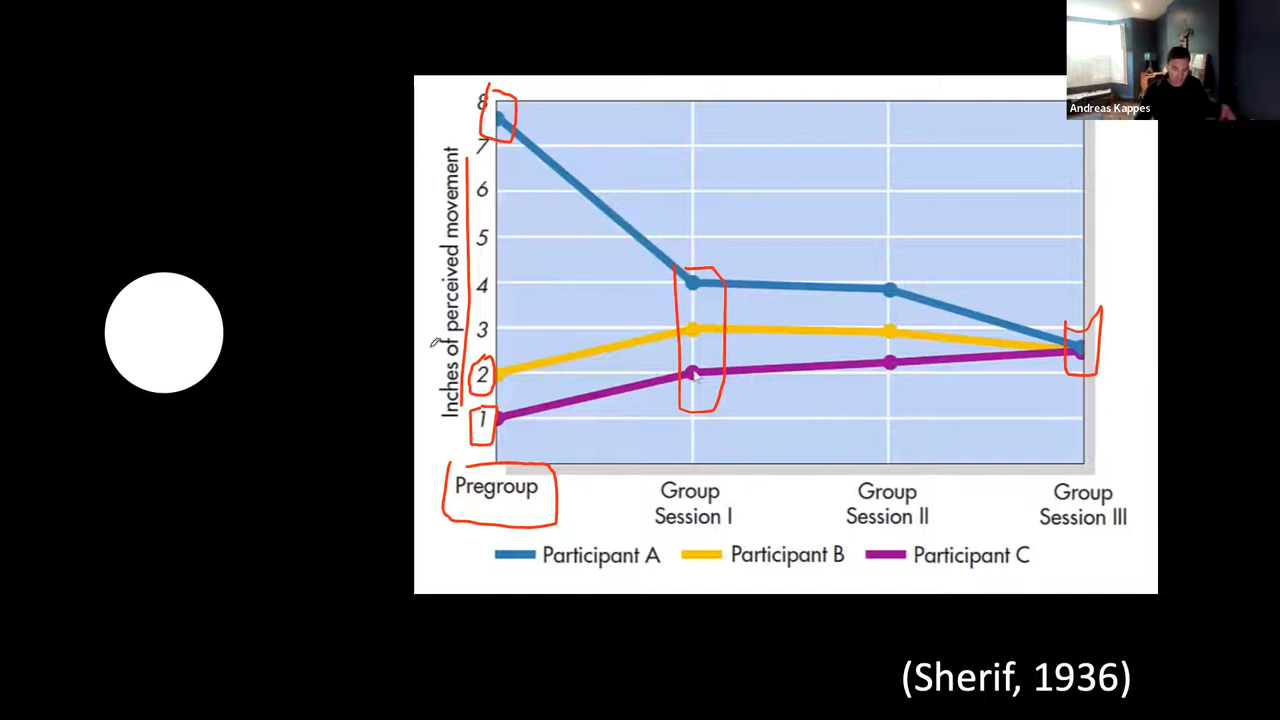 Andreas Kappes
8
7
6
5
4
3
2
1
Inches of perceived movement
Pregroup
Group
Session I
Group
Session II
Group
Session III
Participant A
Participant B
Participant C
(Sherif, 1936)